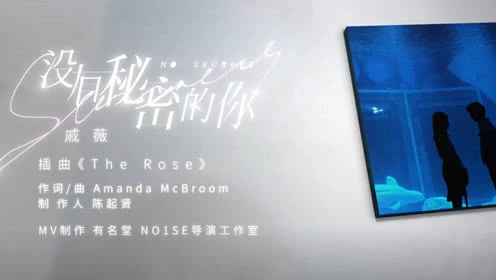 没有秘密的你
NO SECRETS
戚薇
插曲《The Rose》
作词/曲 Amanda McBroom
制作人 陈起贤
MV制作 有名堂 NO1SE导演工作室